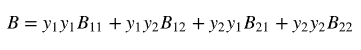 B = y₁y₁B₁₁ + y₁y₂B₁₂ + y₂y₁B₂₁ + y₂y₂B₂₂